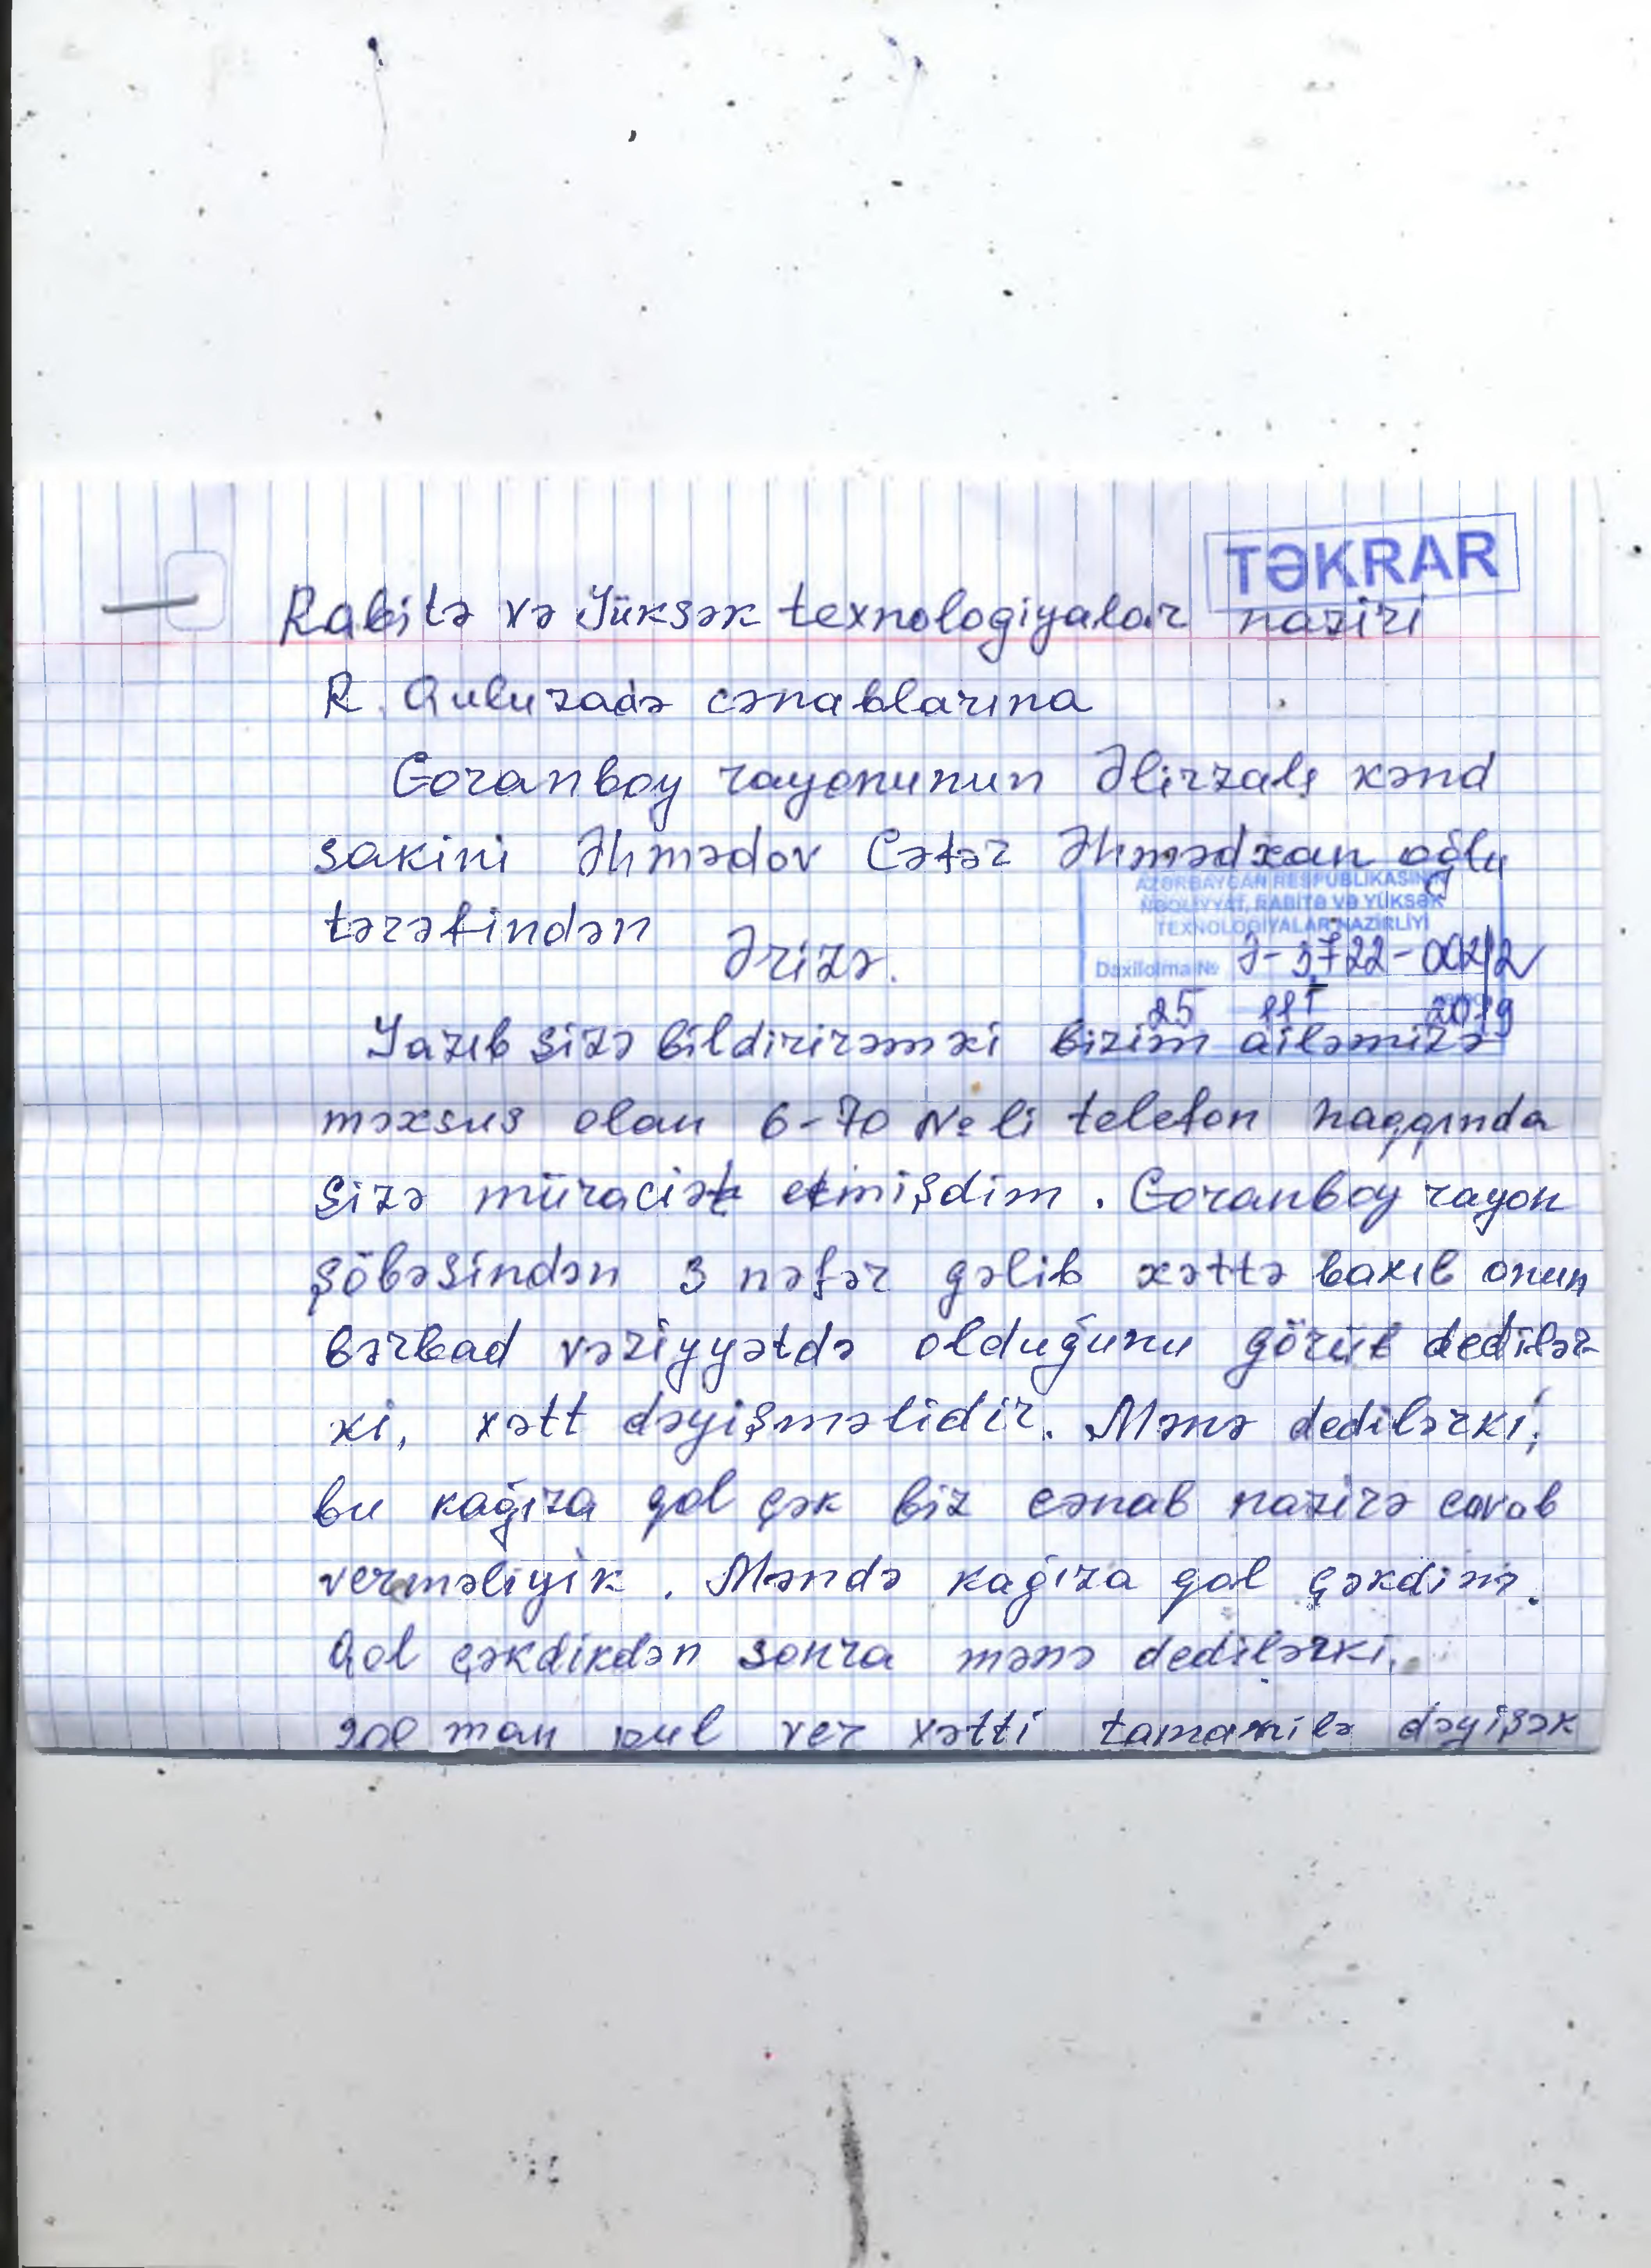 TƏKRAR
Rabitə və Yüksək texnologiyalar naziri
R. Quluzadə cənablarına
Goranboy rayonunun Əlirzalı kənd
sakini Əhmədov Cəfər Əhmədxan oğlu
tərəfindən
AZƏRBAYCAN RESPUBLİKASININ
NƏQLİYYAT, RABİTƏ VƏ YÜKSƏK
TEXNOLOGİYALAR NAZİRLİYİ
Ərizə.
Daxilolma № Ə-3722-002/2
25 2019
Yazıb sizə bildirirəmki bizim ailəmizə
məxsus olan 6-70 №li telefon haqqında
sizə müraciət etmişdim. Goranboy rayon
şöbəsindən 3 nəfər gəlib xəttə baxıb onun
bərbad vəziyyətdə olduğunu görüb dedilər-
ki, xətt dəyişməlidir. Mənə dedilərki,
bu kağıza qol çək biz cənab nazirə cavab
verməliyik. Məndə kağıza qol çəkdim.
Qol çəkdikdən sonra mənə dedilərki,
200 man pul ver xətti tamamilə dəyişək